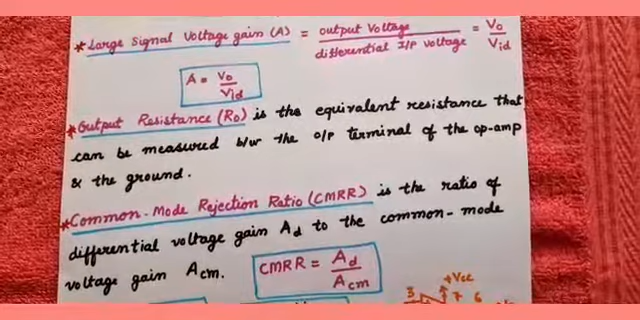 *Large Signal Voltage gain (A) = output Voltage / differential I/P voltage = Vo / Vid
A = Vo / Vid
*Output Resistance (Ro) is the equivalent resistance that
can be measured b/w the o/p terminal of the op-amp
& the ground.
*Common-Mode Rejection Ratio (CMRR) is the ratio of
differential voltage gain Ad to the common-mode
voltage gain Acm.
CMRR = Ad / Acm
+Vcc
3 7 6